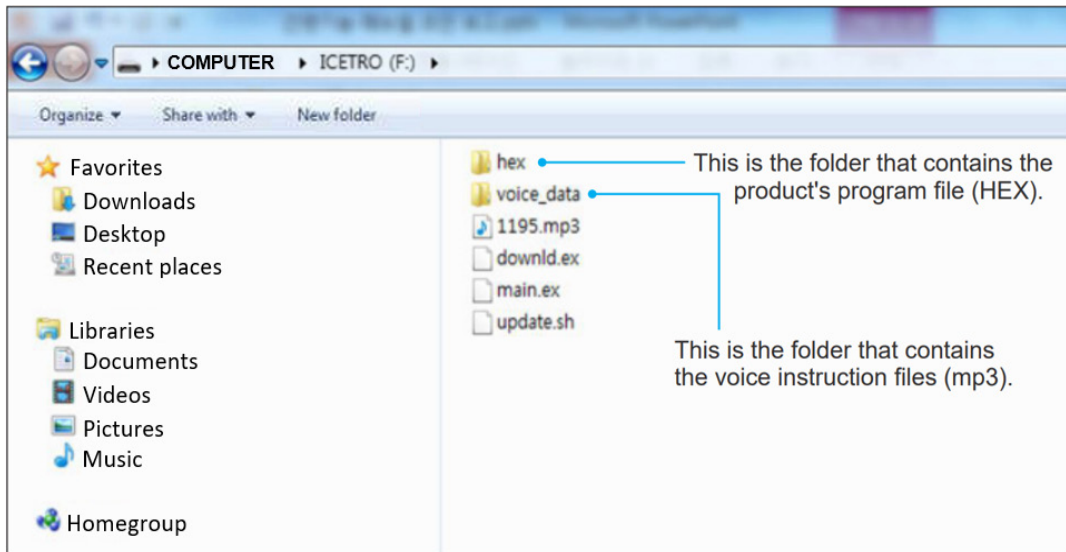 COMPUTER ICETRO (F:)
Organize Share with New folder
Favorites
Downloads
Desktop
Recent places
Libraries
Documents
Videos
Pictures
Music
Homegroup
hex
voice_data
1195.mp3
downld.ex
main.ex
update.sh
This is the folder that contains the
product's program file (HEX).
This is the folder that contains
the voice instruction files (mp3).